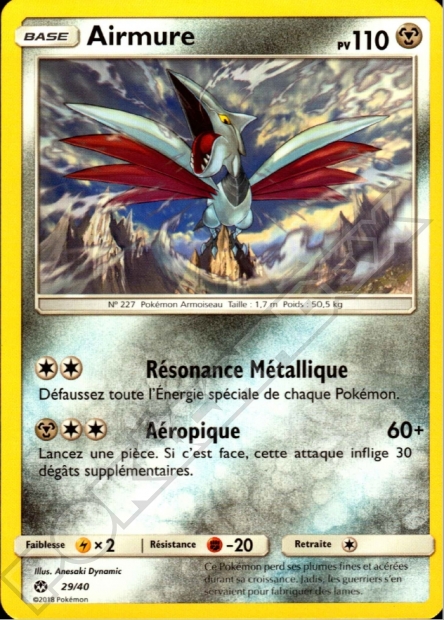 BASE Airmure PV110
N° 227 Pokémon Armoiseau Taille : 1,7 m Poids : 50,5 kg
Résonance Métallique
Défaussez toute l'Énergie spéciale de chaque Pokémon.
Aéropique 60+
Lancez une pièce. Si c'est face, cette attaque inflige 30
dégâts supplémentaires.
Faiblesse ×2 Résistance -20 Retraite
Illus. Anesaki Dynamic
29/40
©2018 Pokémon
Ce Pokémon perd ses plumes fines et acérées
durant sa croissance. Jadis, les guerriers s'en
servaient pour fabriquer des lames.